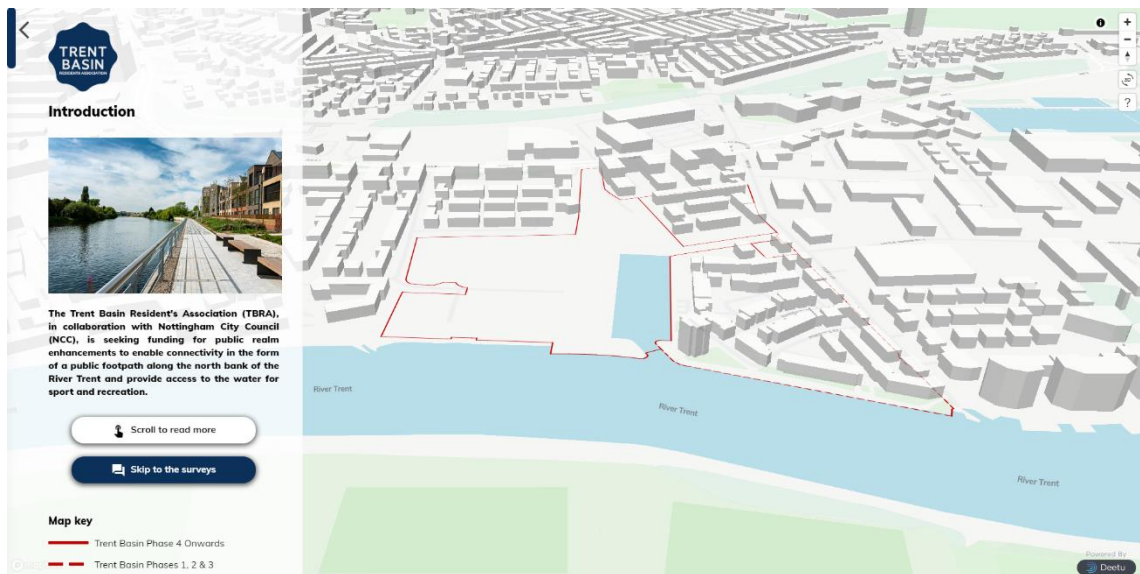 TRENT
BASIN
RESIDENTS ASSOCIATION
Introduction
The Trent Basin Resident's Association (TBRA),
in collaboration with Nottingham City Council
(NCC), is seeking funding for public realm
enhancements to enable connectivity in the form
of a public footpath along the north bank of the
River Trent and provide access to the water for
sport and recreation.
Scroll to read more
Skip to the surveys
Map key
Trent Basin Phase 4 Onwards
Trent Basin Phases 1, 2 & 3
River Trent
River Trent
River Trent
?
Powered By
Deetu